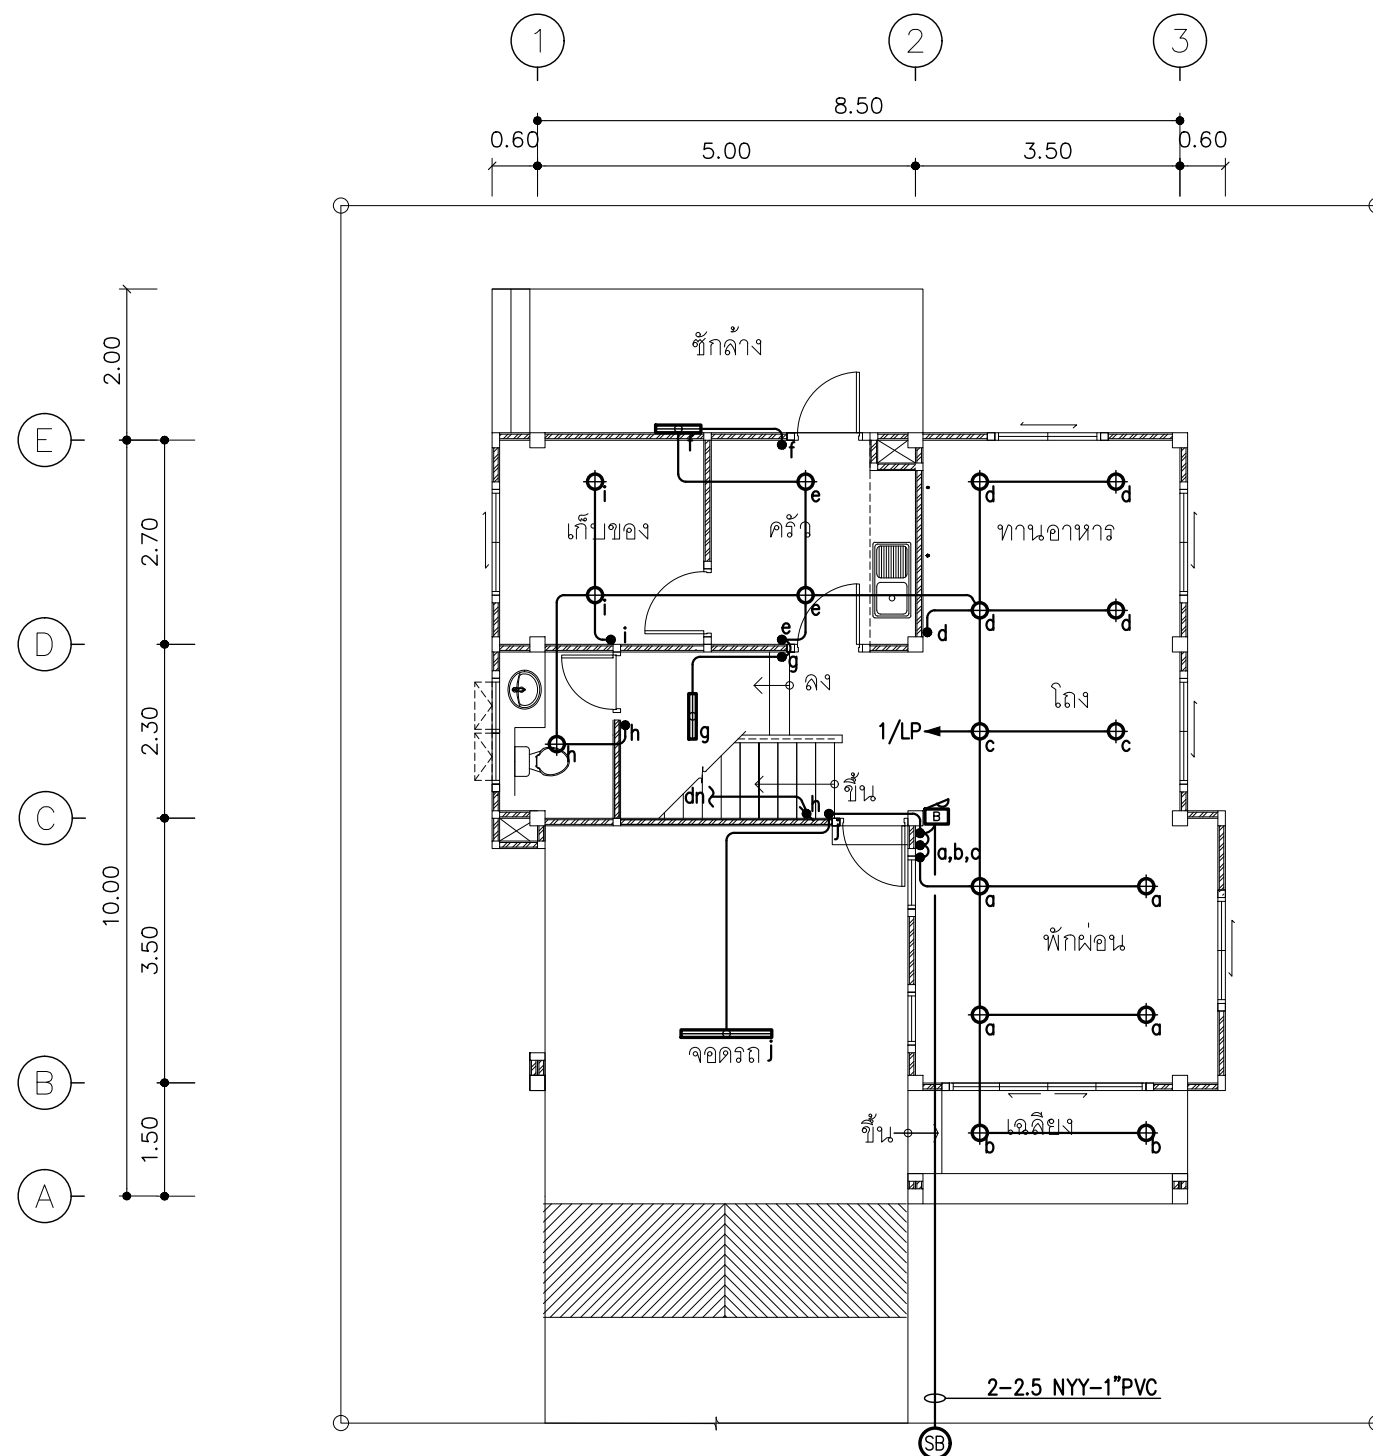 1 2 3
8.50
0.60 5.00 3.50 0.60
ซักล้าง
2.00
E
f f
i e d d
เก็บของ ครัว ทานอาหาร
2.70
i e d d
i e d
D
g
ลง โถง
h h g 1/LP c c
2.30
dn h ขึ้น
C
B
j a,b,c
10.00
a a
3.50 พักผ่อน
a a
จอดรถ j
B
1.50 ขึ้น เฉลียง
b b
A
2-2.5 NYY-1"PVC
SB